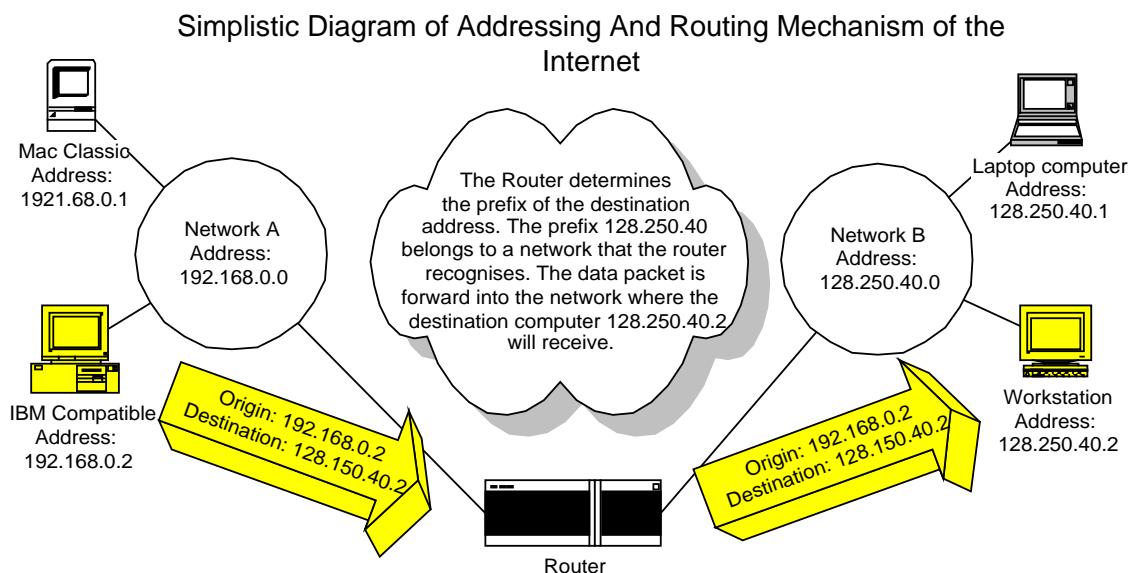 Simplistic Diagram of Addressing And Routing Mechanism of the
Internet
Mac Classic
Address:
1921.68.0.1
Network A
Address:
192.168.0.0
IBM Compatible
Address:
192.168.0.2
Origin: 192.168.0.2
Destination: 128.150.40.2
The Router determines
the prefix of the destination
address. The prefix 128.250.40
belongs to a network that the router
recognises. The data packet is
forward into the network where the
destination computer 128.250.40.2
will receive.
Router
Network B
Address:
128.250.40.0
Laptop computer
Address:
128.250.40.1
Workstation
Address:
128.250.40.2
Origin: 192.168.0.2
Destination: 128.150.40.2